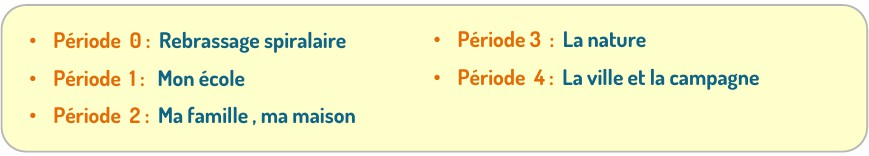 • Période 0 : Rebrassage spiralaire
• Période 1 : Mon école
• Période 2 : Ma famille , ma maison
• Période 3 : La nature
• Période 4 : La ville et la campagne